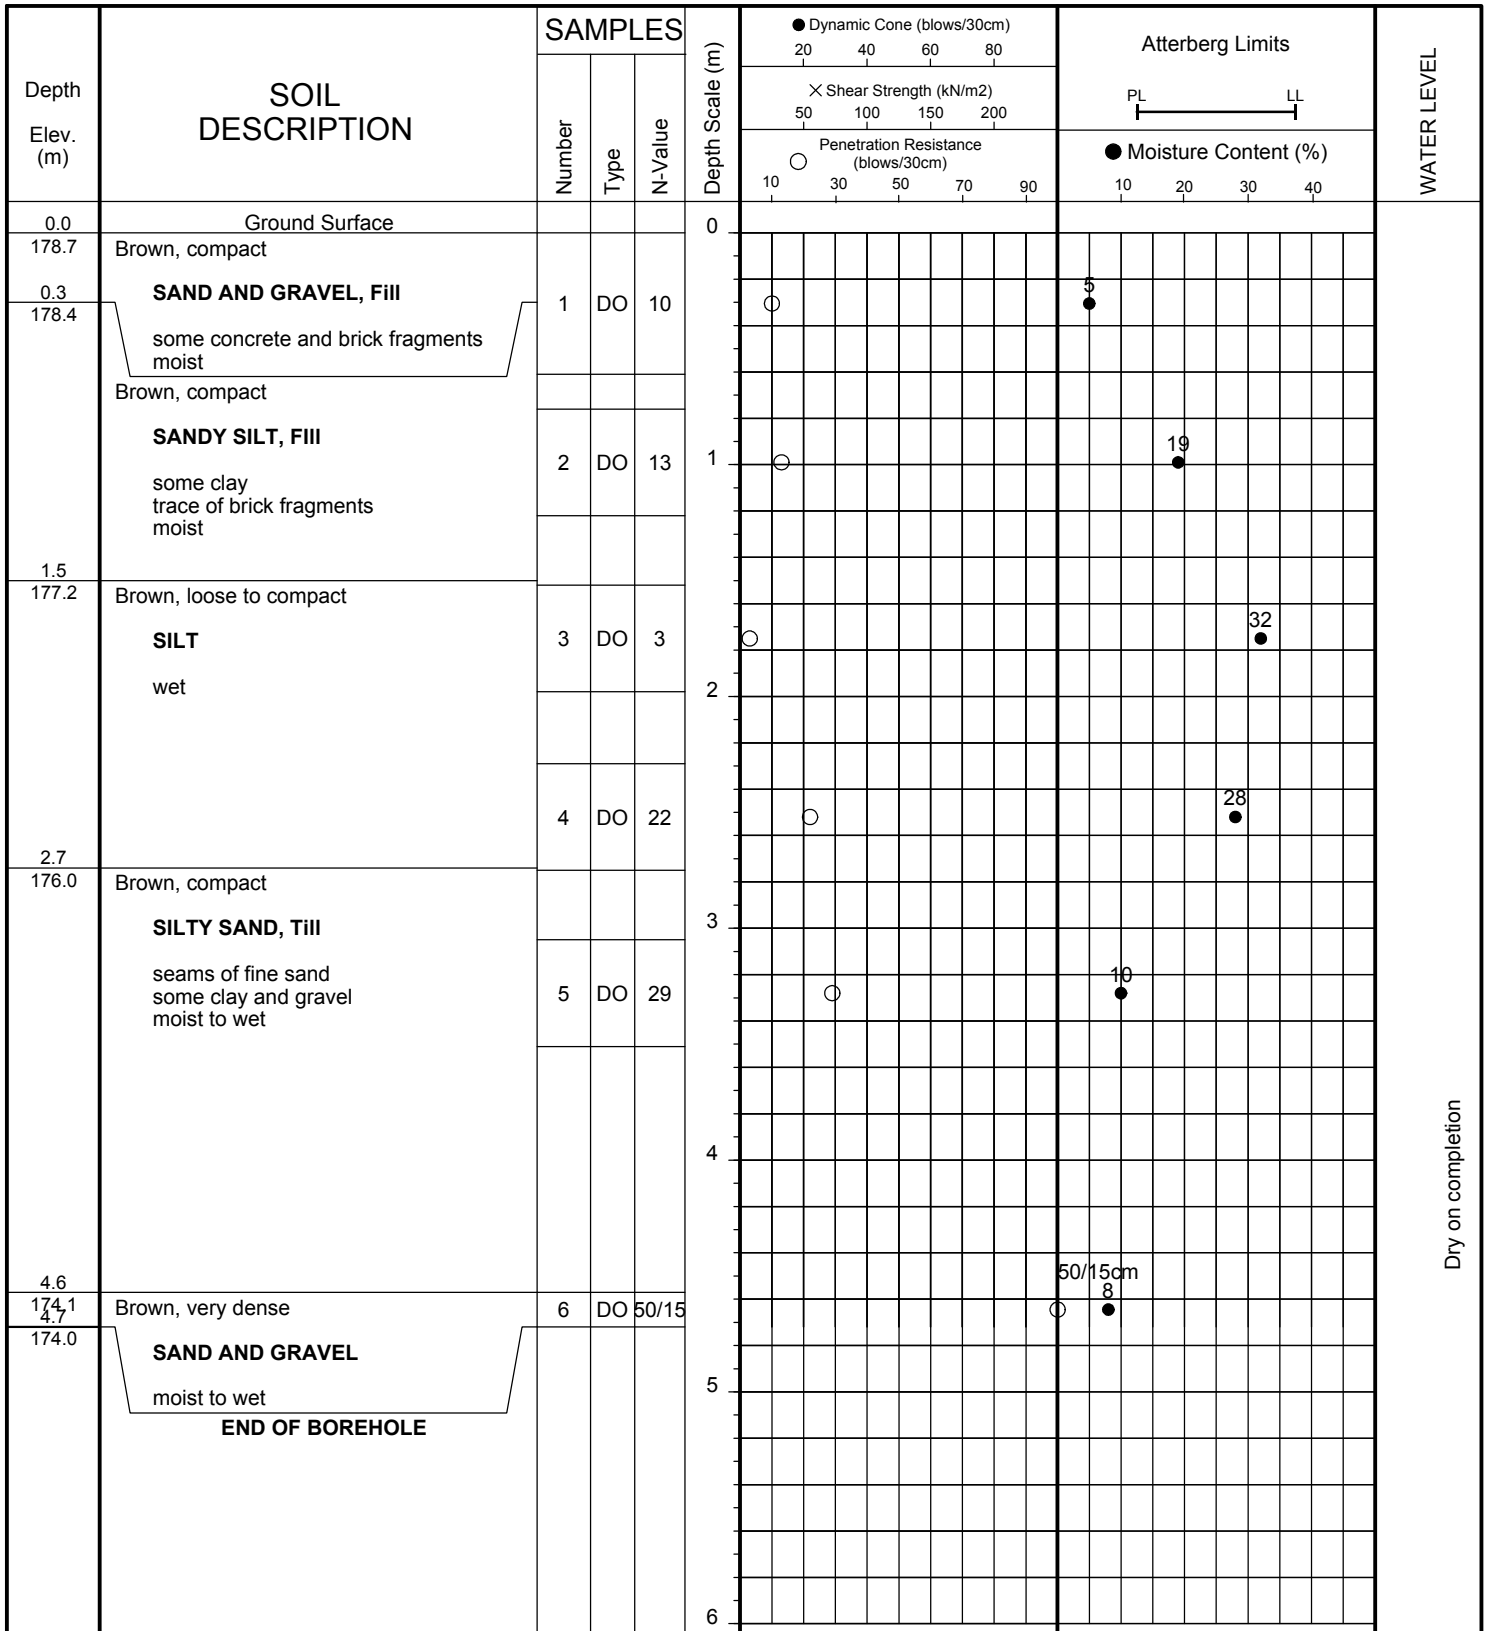 Depth
Elev.
(m)
SOIL
DESCRIPTION
SAMPLES
Number
Type
N-Value
Depth Scale (m)
● Dynamic Cone (blows/30cm)
20 40 60 80
× Shear Strength (kN/m2)
50 100 150 200
○ Penetration Resistance
(blows/30cm)
10 30 50 70 90
Atterberg Limits
PL LL
● Moisture Content (%)
10 20 30 40
WATER LEVEL
0.0 Ground Surface 0
178.7 Brown, compact
0.3 SAND AND GRAVEL, Fill 1 DO 10 5
178.4
some concrete and brick fragments
moist
Brown, compact
SANDY SILT, FIll 19
2 DO 13 1
some clay
trace of brick fragments
moist
1.5
177.2 Brown, loose to compact
32
SILT 3 DO 3
wet 2
28
4 DO 22
2.7
176.0 Brown, compact
SILTY SAND, Till 3
seams of fine sand 10
some clay and gravel 5 DO 29
moist to wet
4
Dry on completion
50/15cm
4.6 8
174.1 Brown, very dense 6 DO 50/15
4.7
174.0
SAND AND GRAVEL
moist to wet 5
END OF BOREHOLE
6